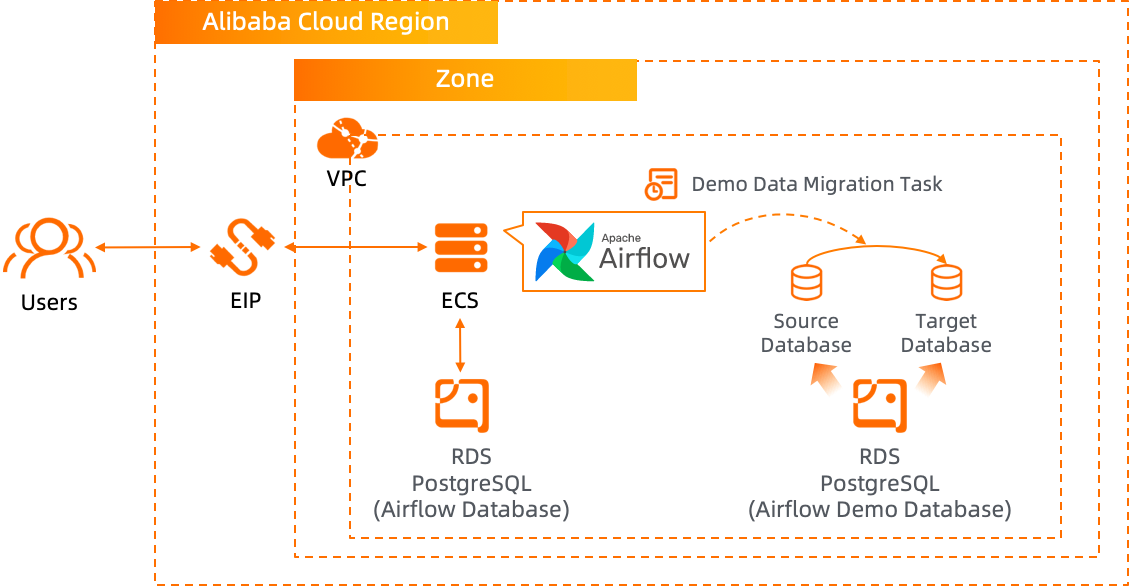 Alibaba Cloud Region
Zone
VPC
Demo Data Migration Task
Apache
Airflow
Users
EIP
ECS
Source
Database
Target
Database
RDS
PostgreSQL
(Airflow Database)
RDS
PostgreSQL
(Airflow Demo Database)